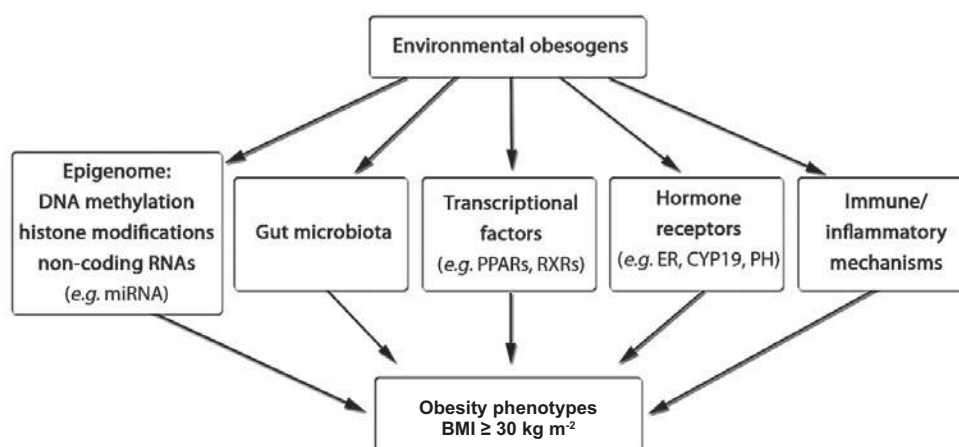 Environmental obesogens
Epigenome:
DNA methylation
histone modifications
non-coding RNAs
(e.g. miRNA)
Gut microbiota
Transcriptional
factors
(e.g. PPARs, RXRs)
Hormone
receptors
(e.g. ER, CYP19, PH)
Immune/
inflammatory
mechanisms
Obesity phenotypes
BMI ≥ 30 kg m⁻²